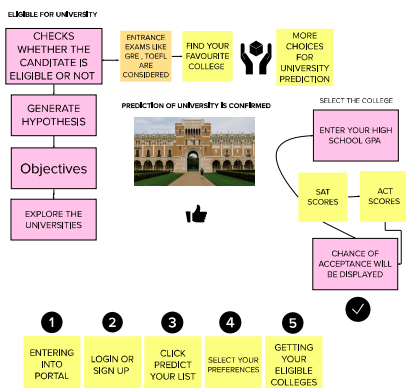 ELIGIBLE FOR UNIVERSITY
CHECKS
WHETHER THE
CANDITATE IS
ELIGIBLE OR NOT
ENTRANCE
EXAMS LIKE
GRE , TOEFL
ARE
CONSIDERED
FIND YOUR
FAVOURITE
COLLEGE
MORE
CHOICES
FOR
UNIVERSITY
PREDICTION
GENERATE
HYPOTHESIS
Objectives
EXPLORE THE
UNIVERSITIES
PREDICTION OF UNIVERSITY IS CONFIRMED
SELECT THE COLLEGE
ENTER YOUR HIGH
SCHOOL GPA
SAT
SCORES
ACT
SCORES
CHANCE OF
ACCEPTANCE WILL
BE DISPLAYED
1
ENTERING
INTO
PORTAL
2
LOGIN OR
SIGN UP
3
CLICK
PREDICT
YOUR LIST
4
SELECT YOUR
PREFERENCES
5
GETTING
YOUR
ELIGIBLE
COLLEGES